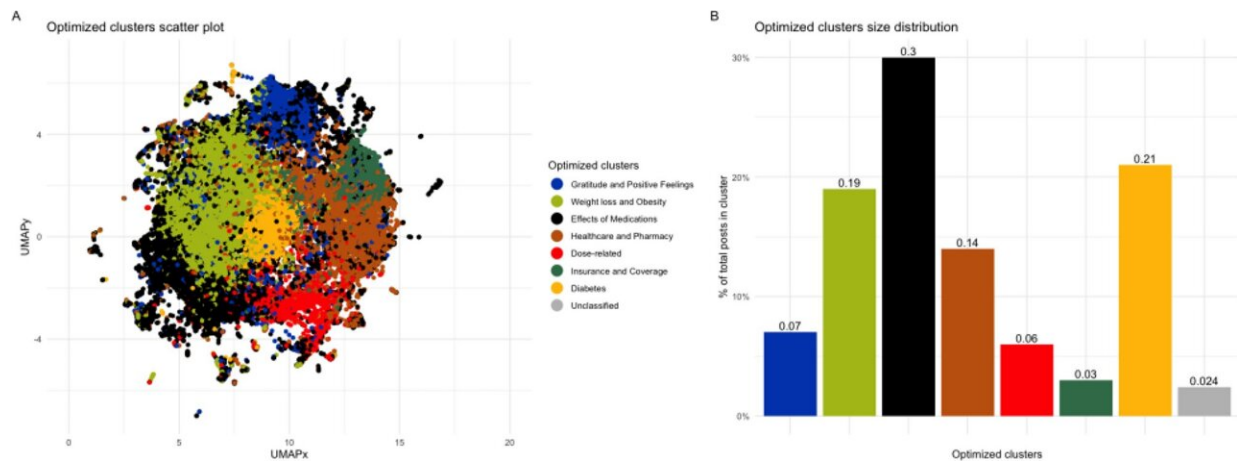 A
Optimized clusters scatter plot
4
0
-4
UMAPy
0
5
10
15
20
UMAPx
Optimized clusters
Gratitude and Positive Feelings
Weight loss and Obesity
Effects of Medications
Healthcare and Pharmacy
Dose-related
Insurance and Coverage
Diabetes
Unclassified
B
Optimized clusters size distribution
30%
20%
10%
0%
% of total posts in cluster
0.07
0.19
0.3
0.14
0.06
0.03
0.21
0.024
Optimized clusters